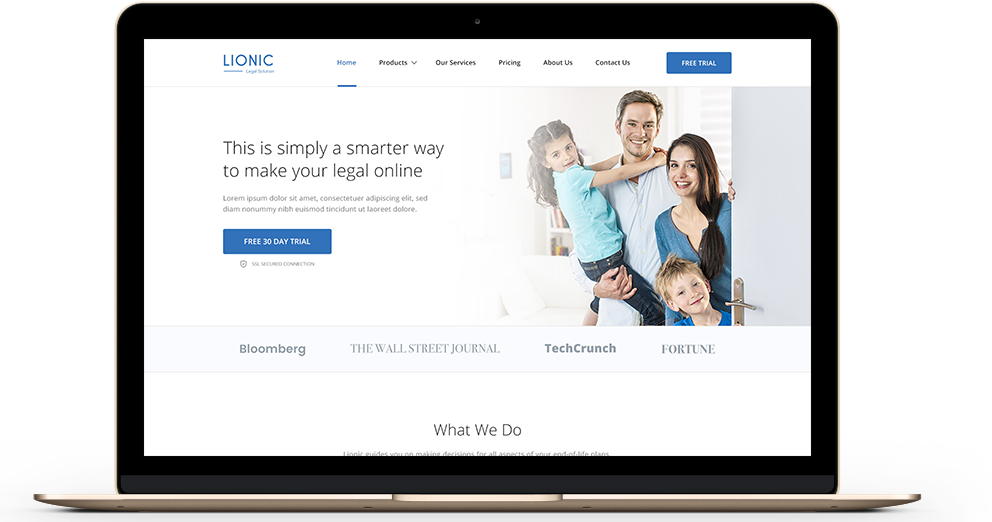 LIONIC
Legal Solution
Home
Products
Our Services
Pricing
About Us
Contact Us
FREE TRIAL
This is simply a smarter way
to make your legal online
Lorem ipsum dolor sit amet, consectetuer adipiscing elit, sed
diam nonummy nibh euismod tincidunt ut laoreet dolore.
FREE 30 DAY TRIAL
SSL SECURED CONNECTION
Bloomberg
THE WALL STREET JOURNAL
TechCrunch
FORTUNE
What We Do
Lionic guides you on making decisions for all aspects of your end-of-life plans